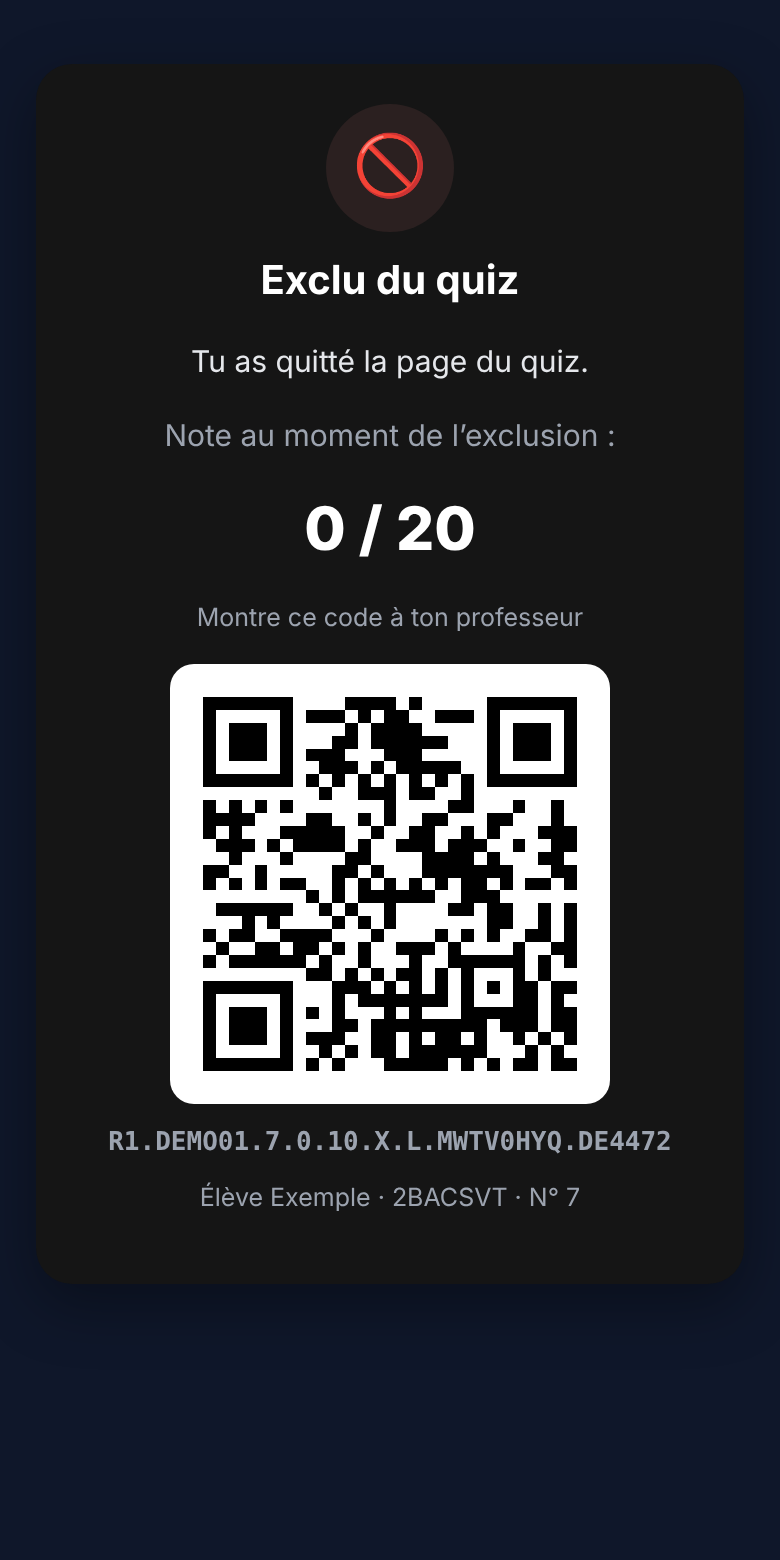 Exclu du quiz
Tu as quitté la page du quiz.
Note au moment de l’exclusion :
0 / 20
Montre ce code à ton professeur
R1.DEMO01.7.0.10.X.L.MWTV0HYQ.DE4472
Élève Exemple · 2BACSVT · N° 7